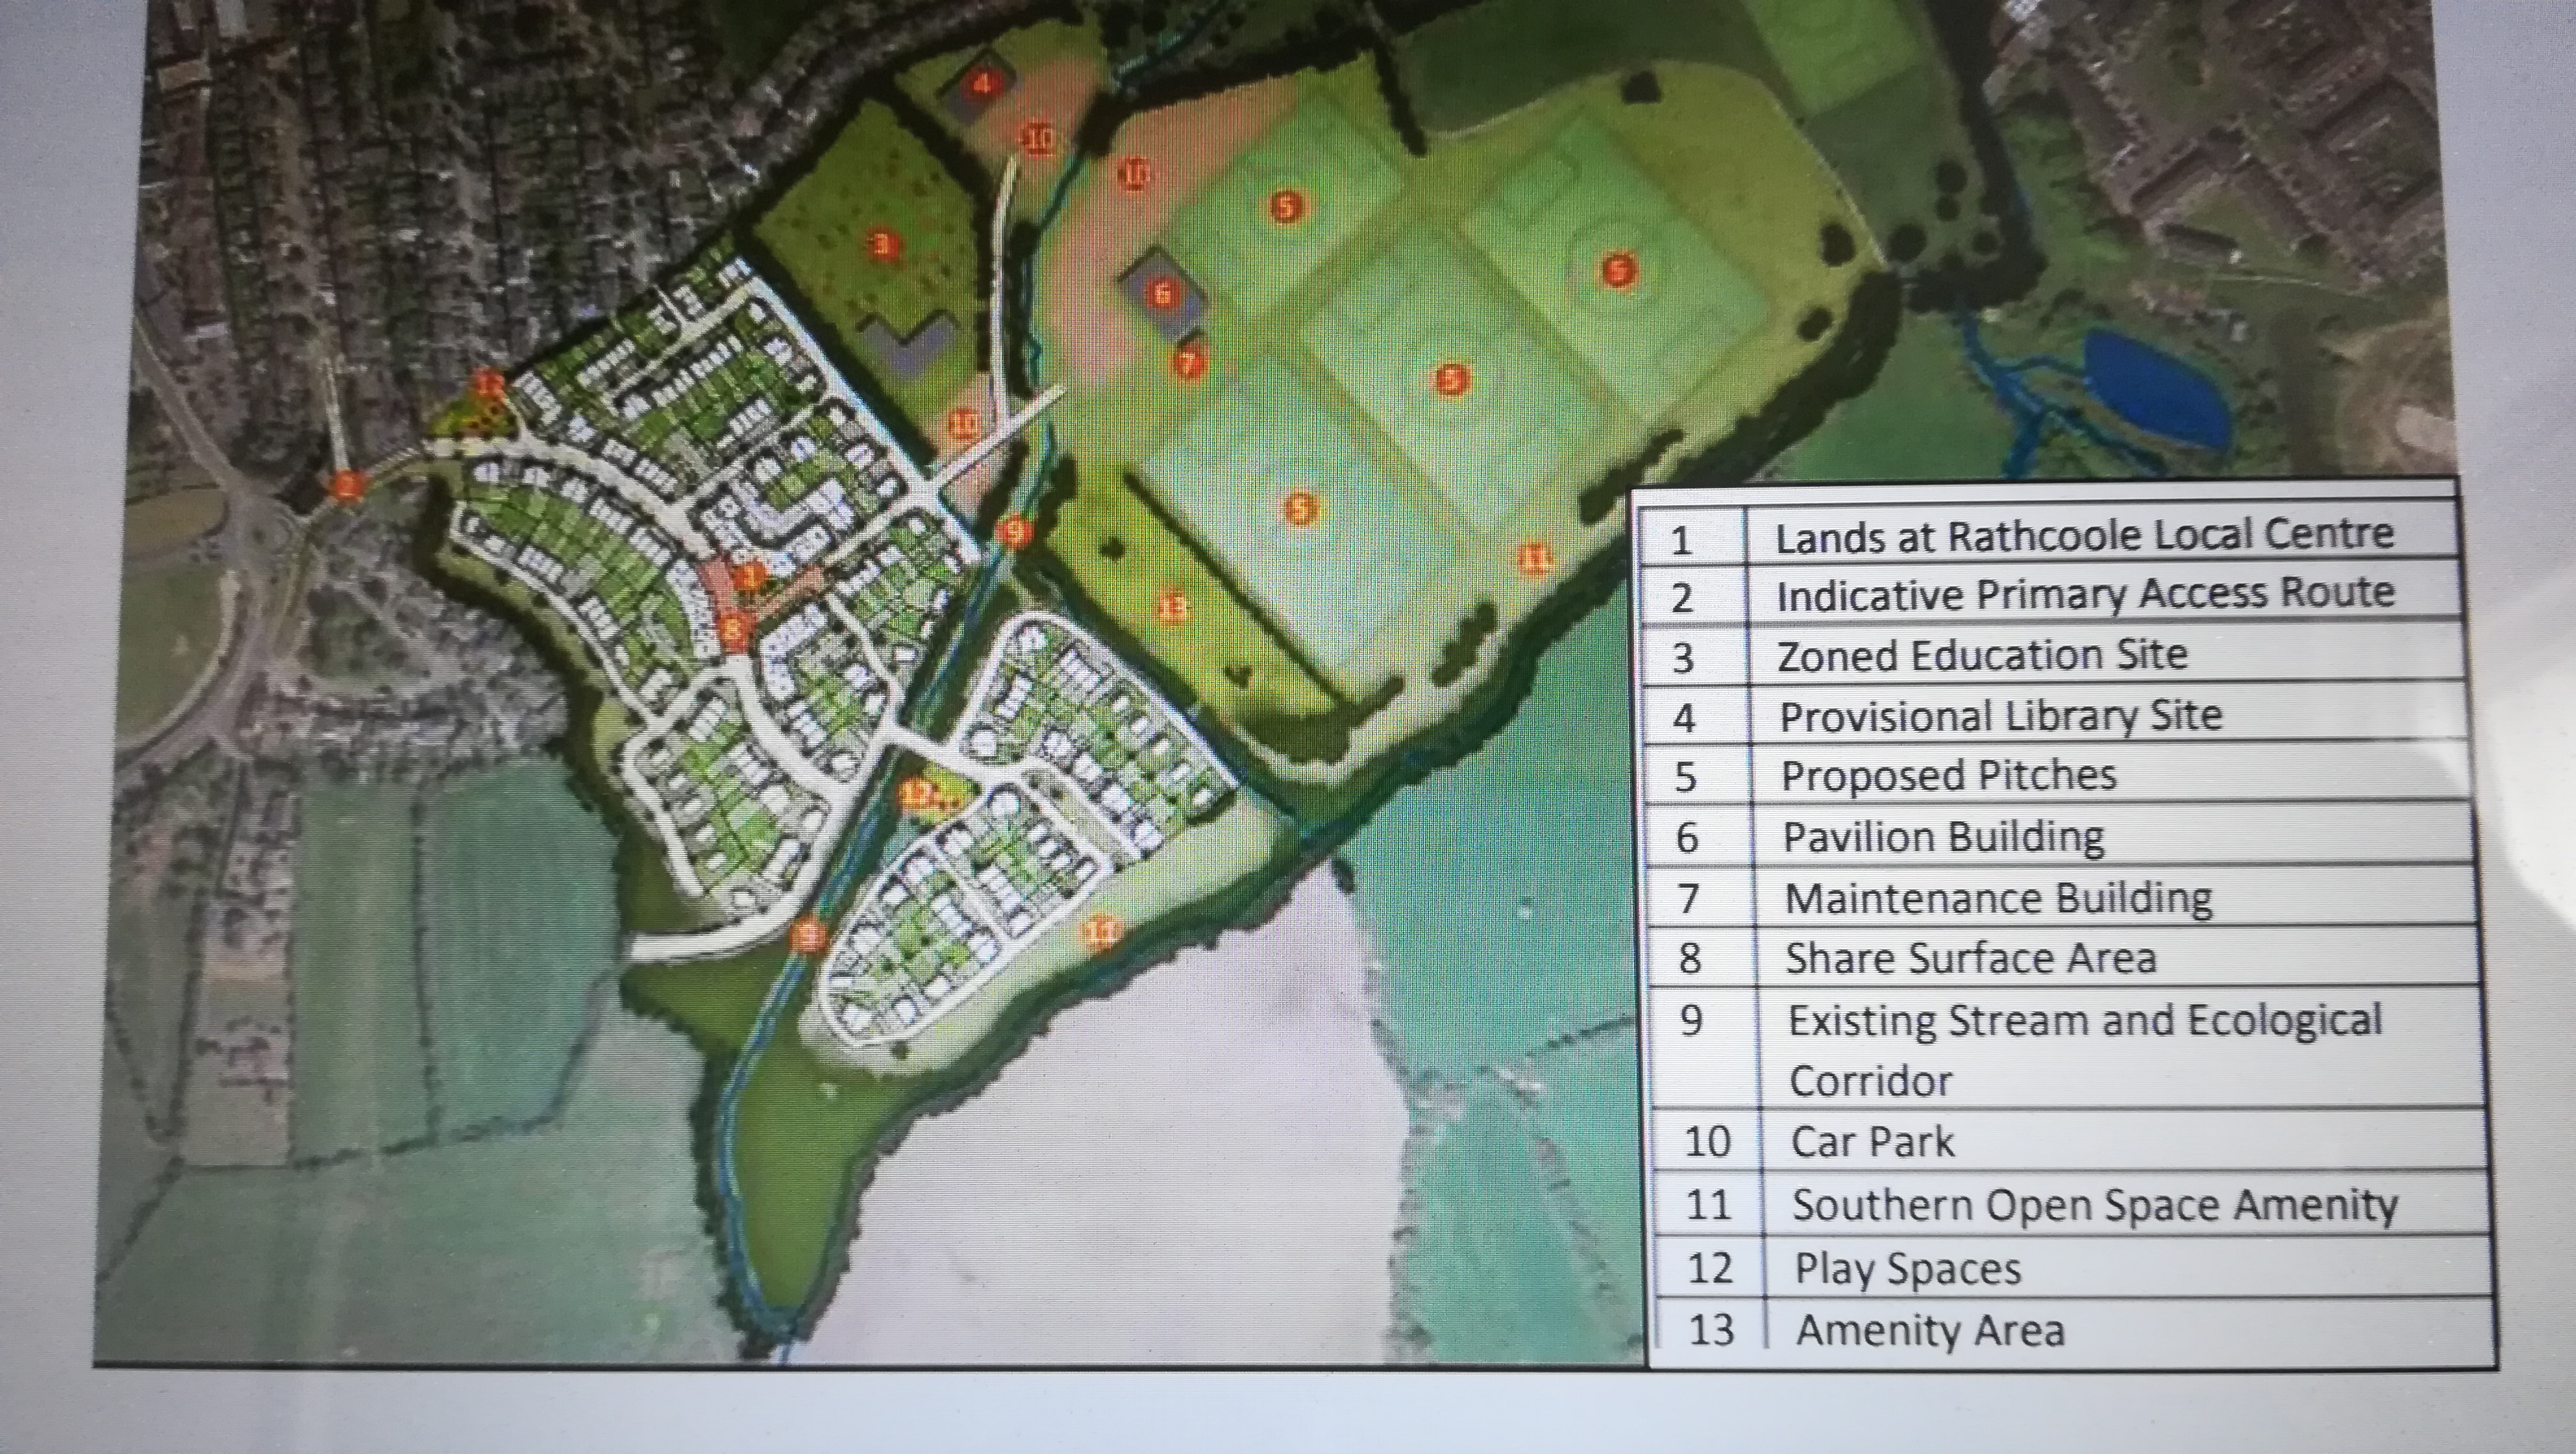 4
10
10
5
3
5
6
7
5
12
10
2
5
9
11
1
13
8
12
9
11
1 Lands at Rathcoole Local Centre
2 Indicative Primary Access Route
3 Zoned Education Site
4 Provisional Library Site
5 Proposed Pitches
6 Pavilion Building
7 Maintenance Building
8 Share Surface Area
9 Existing Stream and Ecological
Corridor
10 Car Park
11 Southern Open Space Amenity
12 Play Spaces
13 Amenity Area